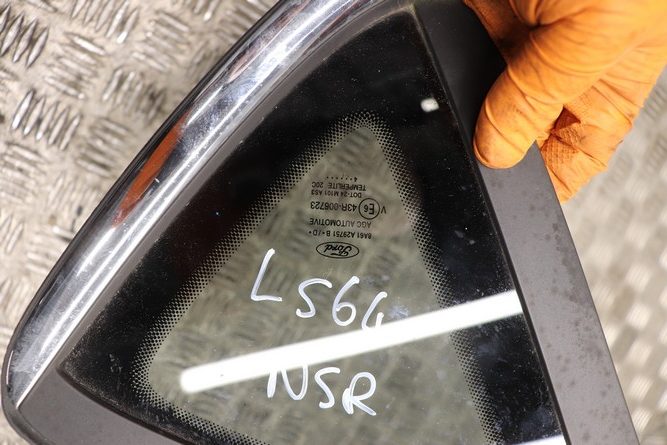 Ford
8A61 A29751 B -/D-
AGC AUTOMOTIVE
V E6 43R-006723
DOT-24 M101 AS3
TEMPERLITE 20C
LS64
NSR